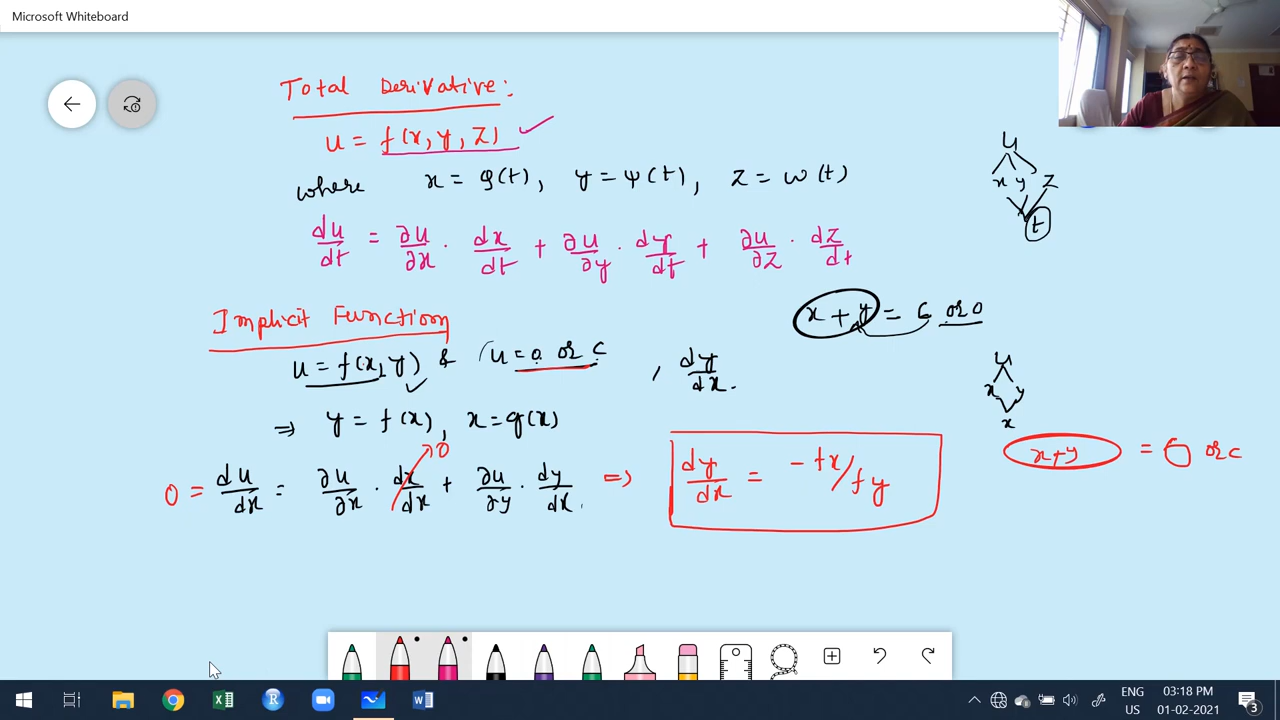 Microsoft Whiteboard
Total Derivative:
u = f(x, y, z) ✓
where x = φ(t), y = ψ(t), z = ω(t)
du/dt = ∂u/∂x · dx/dt + ∂u/∂y · dy/dt + ∂u/∂z · dz/dt
u
x y z
t
Implicit Function
x + y = c or 0
u = f(x, y) & u = 0 or c, dy/dx.
⇒ y = f(x), x = g(x)
u
x y
x
0 = du/dx = ∂u/∂x · dx/dx + ∂u/∂y · dy/dx. ⇒ dy/dx = -fx/fy
0
x+y = 0 or c
ENG
US
03:18 PM
01-02-2021
3